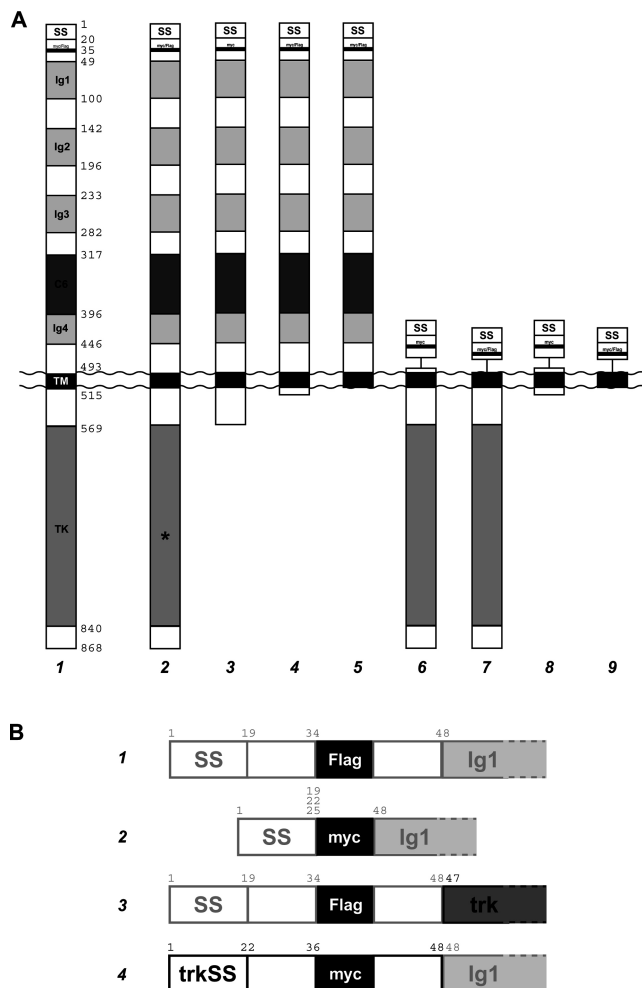 A
SS SS SS SS SS 1
20
myc/Flag myc/Flag myc myc/Flag myc/Flag 35
49
Ig1
100
142
Ig2
196
233
Ig3
282
317
C6
396
Ig4
446
SS SS SS SS
myc myc/Flag myc myc/Flag
493
TM
515
569
TK
*
840
868
1 2 3 4 5 6 7 8 9
B
1 19 34 48
1 SS Flag Ig1
19
22
1 25 48
2 SS myc Ig1
1 19 34 48 47
3 SS Flag trk
1 22 36 48 48
4 trkSS myc Ig1